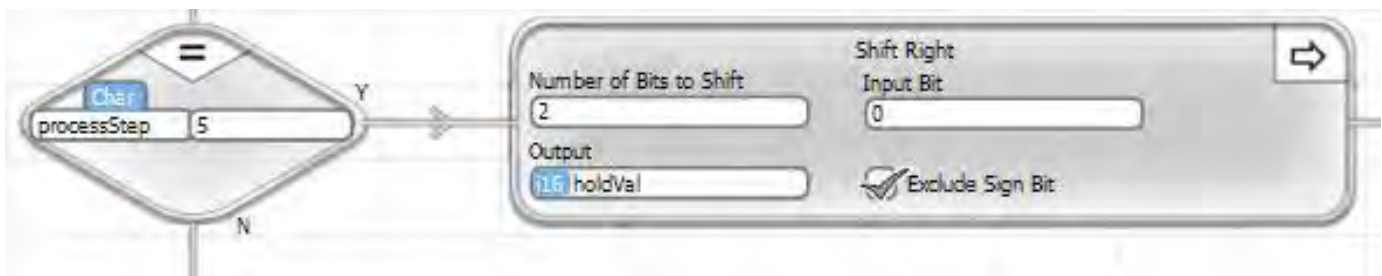 =
Char
processStep 5
Y
N
Shift Right
Number of Bits to Shift Input Bit
2 0
Output
i16 holdVal Exclude Sign Bit